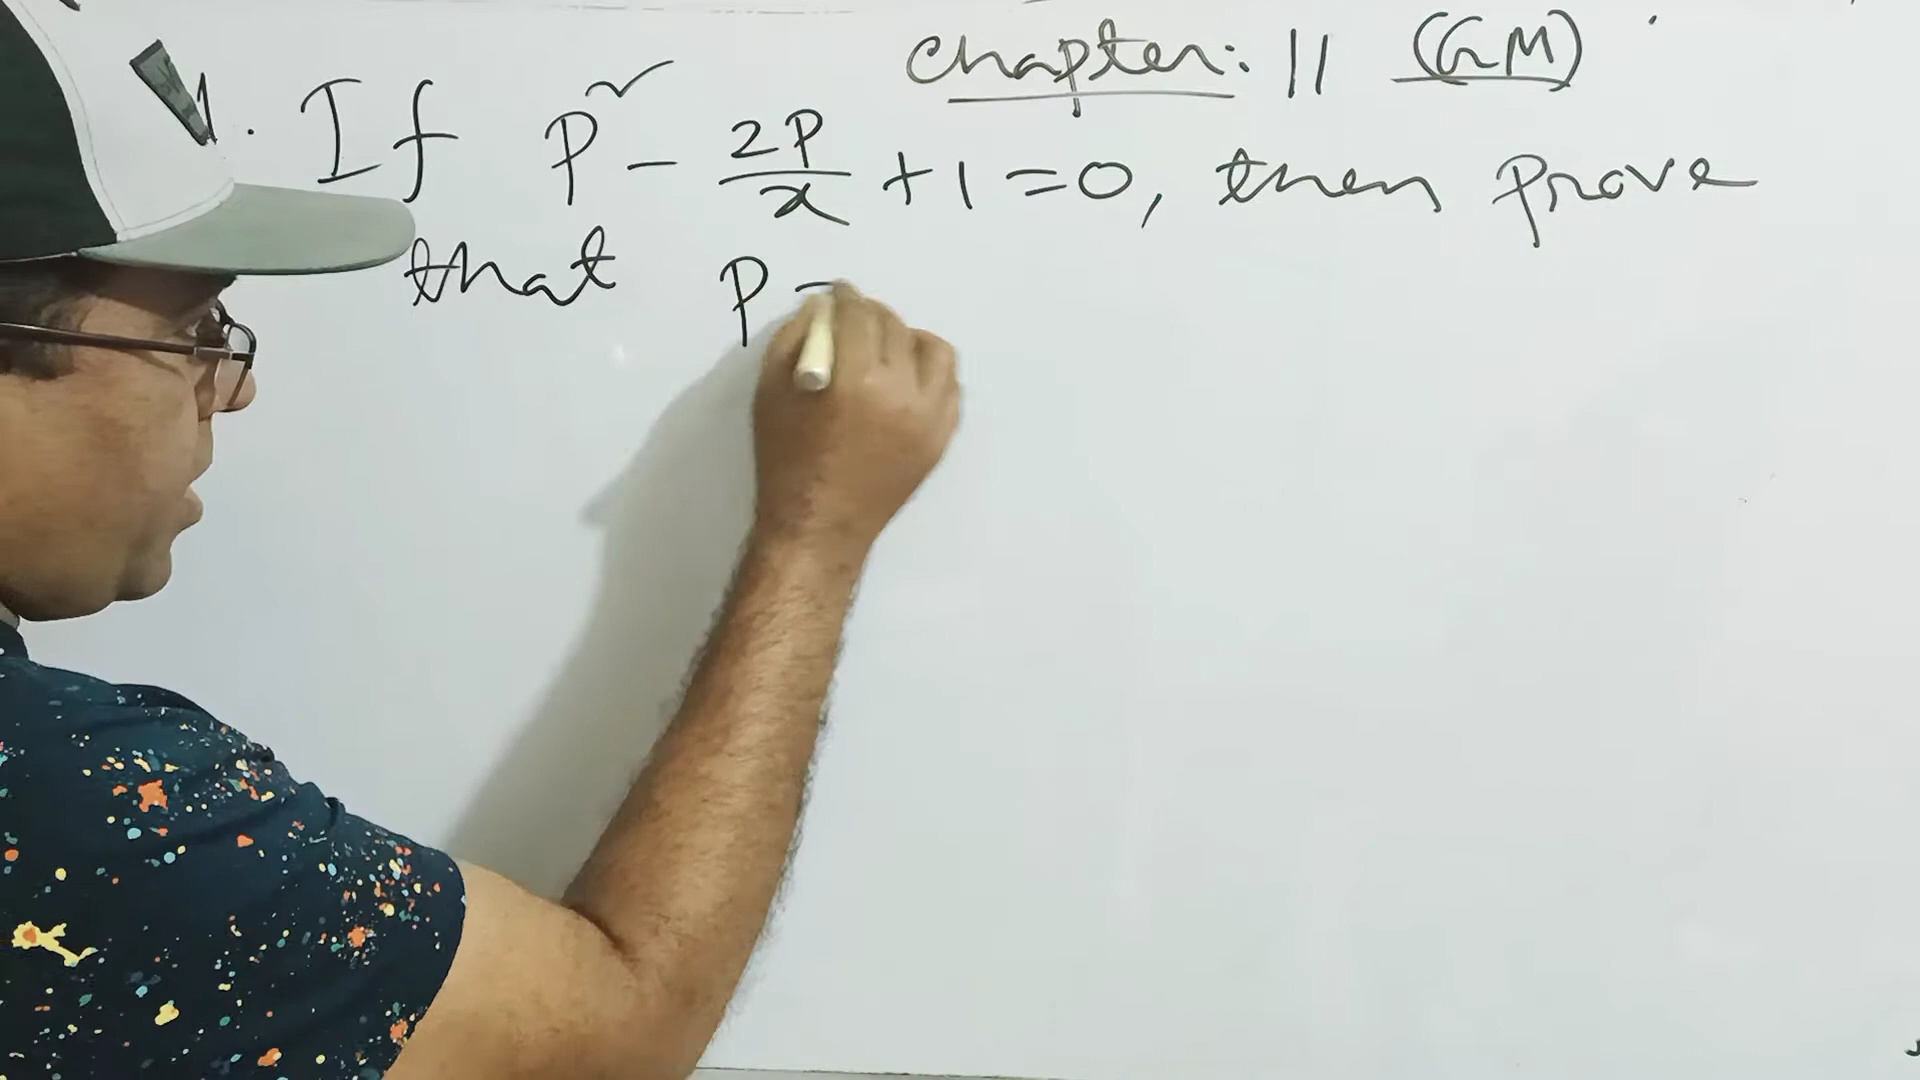 Chapter: 11 (GM)
1. If P² - 2P/x + 1 = 0, then prove
that P =